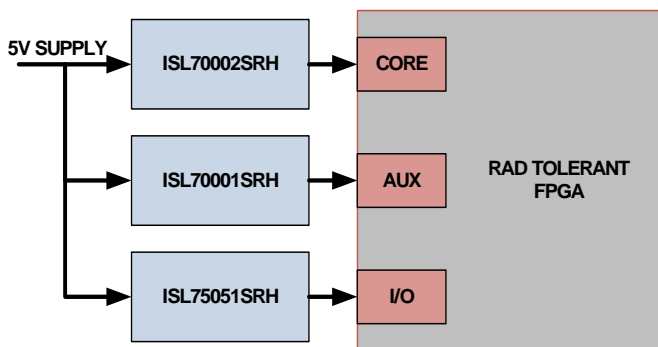 5V SUPPLY
ISL70002SRH
CORE
ISL70001SRH
AUX
RAD TOLERANT
FPGA
ISL75051SRH
I/O